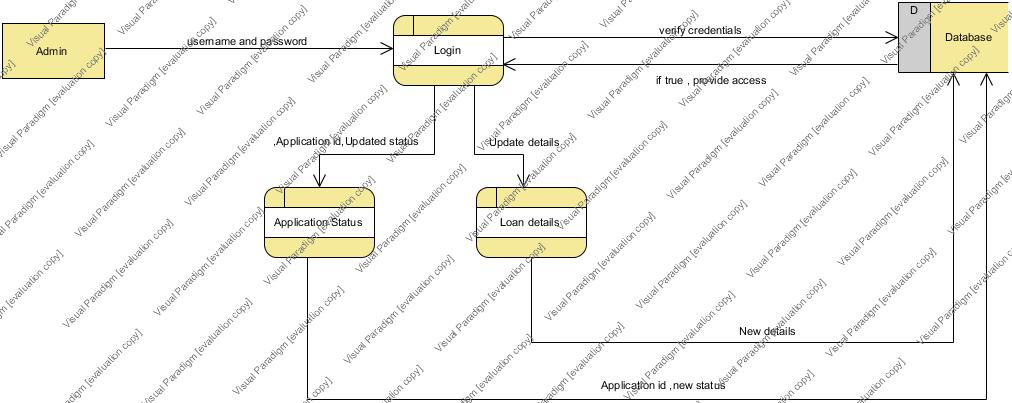 D
Admin
username and password
Login
verify credentials
Database
if true , provide access
,Application id,Updated status
Update details
Application Status
Loan details
New details
Application id ,new status
Visual Paradigm [evaluation copy]